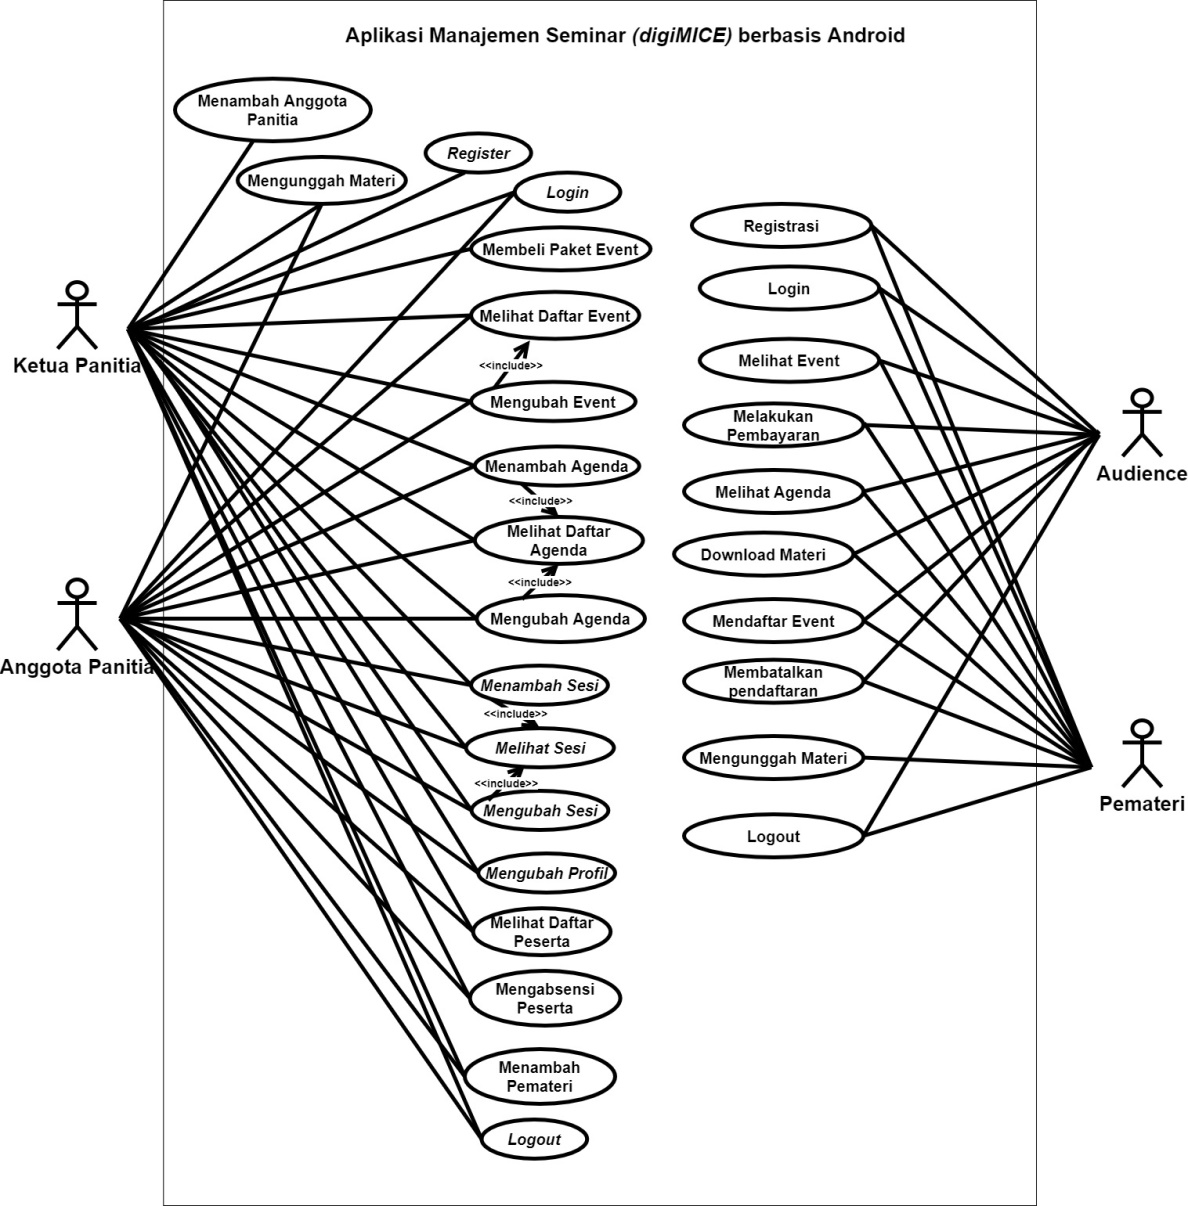 Aplikasi Manajemen Seminar (digiMICE) berbasis Android
Menambah Anggota
Panitia
Register
Mengunggah Materi
Login
Membeli Paket Event
Melihat Daftar Event
<<include>>
Mengubah Event
Menambah Agenda
<<include>>
Melihat Daftar
Agenda
<<include>>
Mengubah Agenda
Menambah Sesi
<<include>>
Melihat Sesi
<<include>>
Mengubah Sesi
Mengubah Profil
Melihat Daftar
Peserta
Mengabsensi
Peserta
Menambah
Pemateri
Logout
Ketua Panitia
Anggota Panitia
Registrasi
Login
Melihat Event
Melakukan
Pembayaran
Melihat Agenda
Download Materi
Mendaftar Event
Membatalkan
pendaftaran
Mengunggah Materi
Logout
Audience
Pemateri